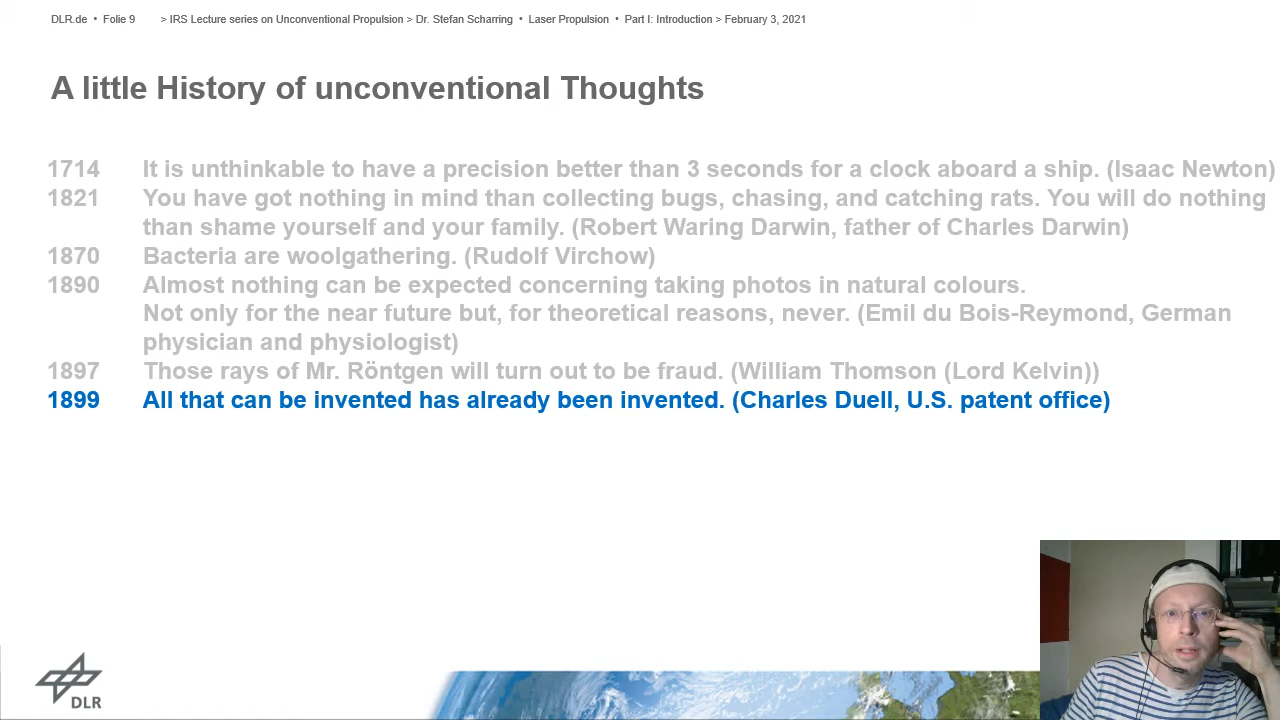 DLR.de • Folie 9 > IRS Lecture series on Unconventional Propulsion > Dr. Stefan Scharring • Laser Propulsion • Part I: Introduction > February 3, 2021
A little History of unconventional Thoughts
1714 It is unthinkable to have a precision better than 3 seconds for a clock aboard a ship. (Isaac Newton)
1821 You have got nothing in mind than collecting bugs, chasing, and catching rats. You will do nothing
than shame yourself and your family. (Robert Waring Darwin, father of Charles Darwin)
1870 Bacteria are woolgathering. (Rudolf Virchow)
1890 Almost nothing can be expected concerning taking photos in natural colours.
Not only for the near future but, for theoretical reasons, never. (Emil du Bois-Reymond, German
physician and physiologist)
1897 Those rays of Mr. Röntgen will turn out to be fraud. (William Thomson (Lord Kelvin))
1899 All that can be invented has already been invented. (Charles Duell, U.S. patent office)
DLR